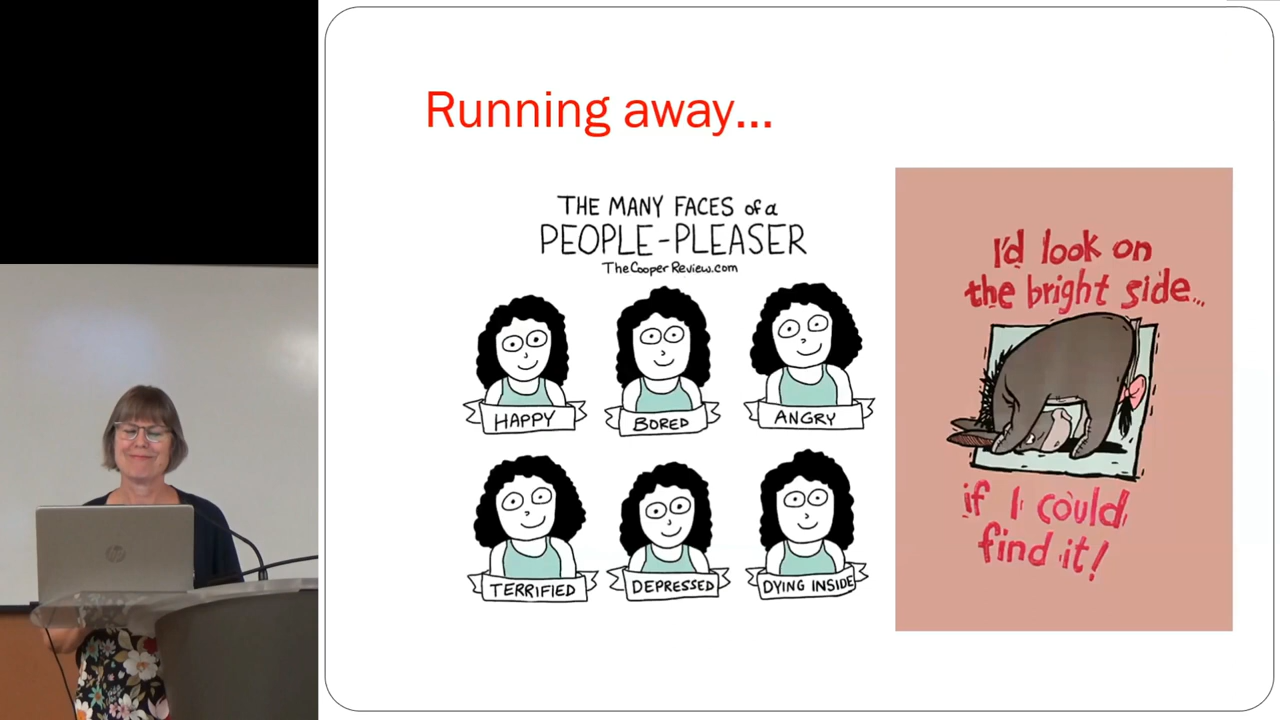 Running away...
THE MANY FACES of a
PEOPLE-PLEASER
TheCooperReview.com
HAPPY
BORED
ANGRY
TERRIFIED
DEPRESSED
DYING INSIDE
I'd look on
the bright side...
if I could
find it!
hp